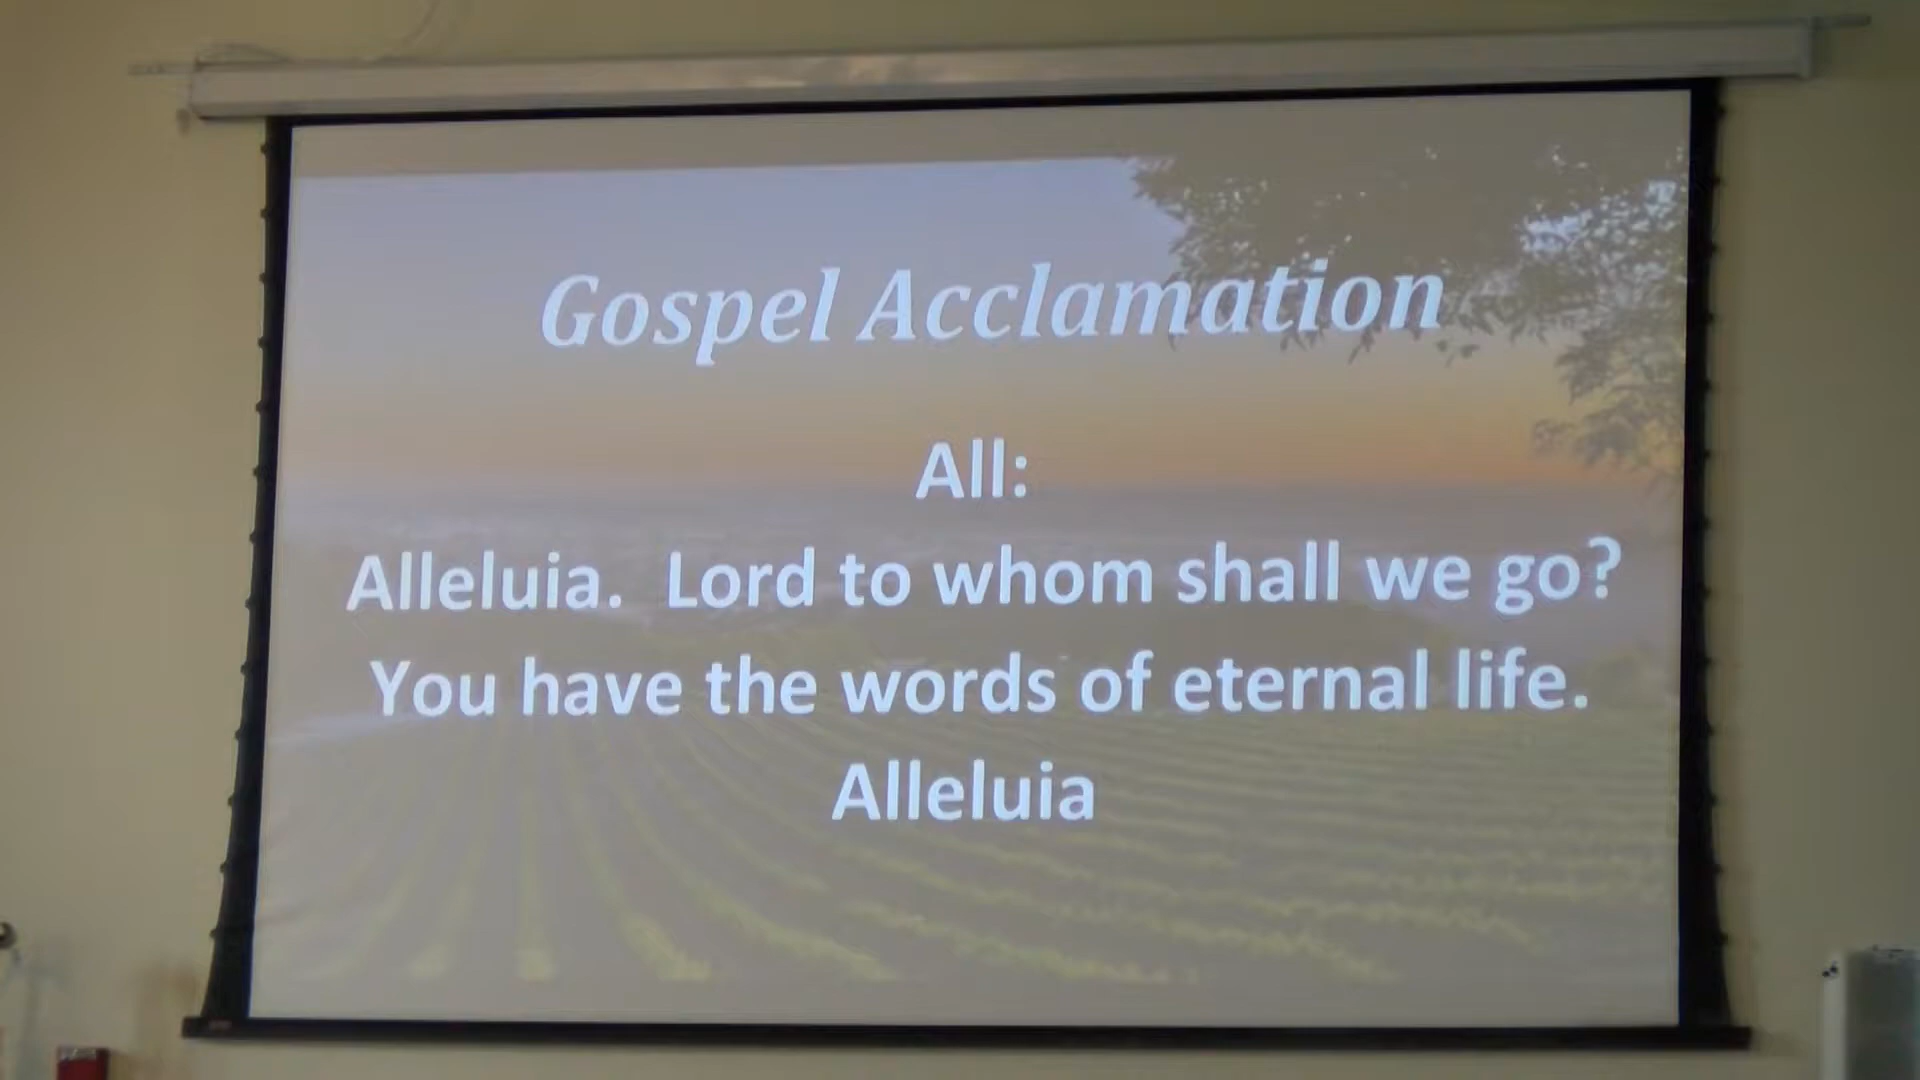 Gospel Acclamation
All:
Alleluia.  Lord to whom shall we go?
You have the words of eternal life.
Alleluia